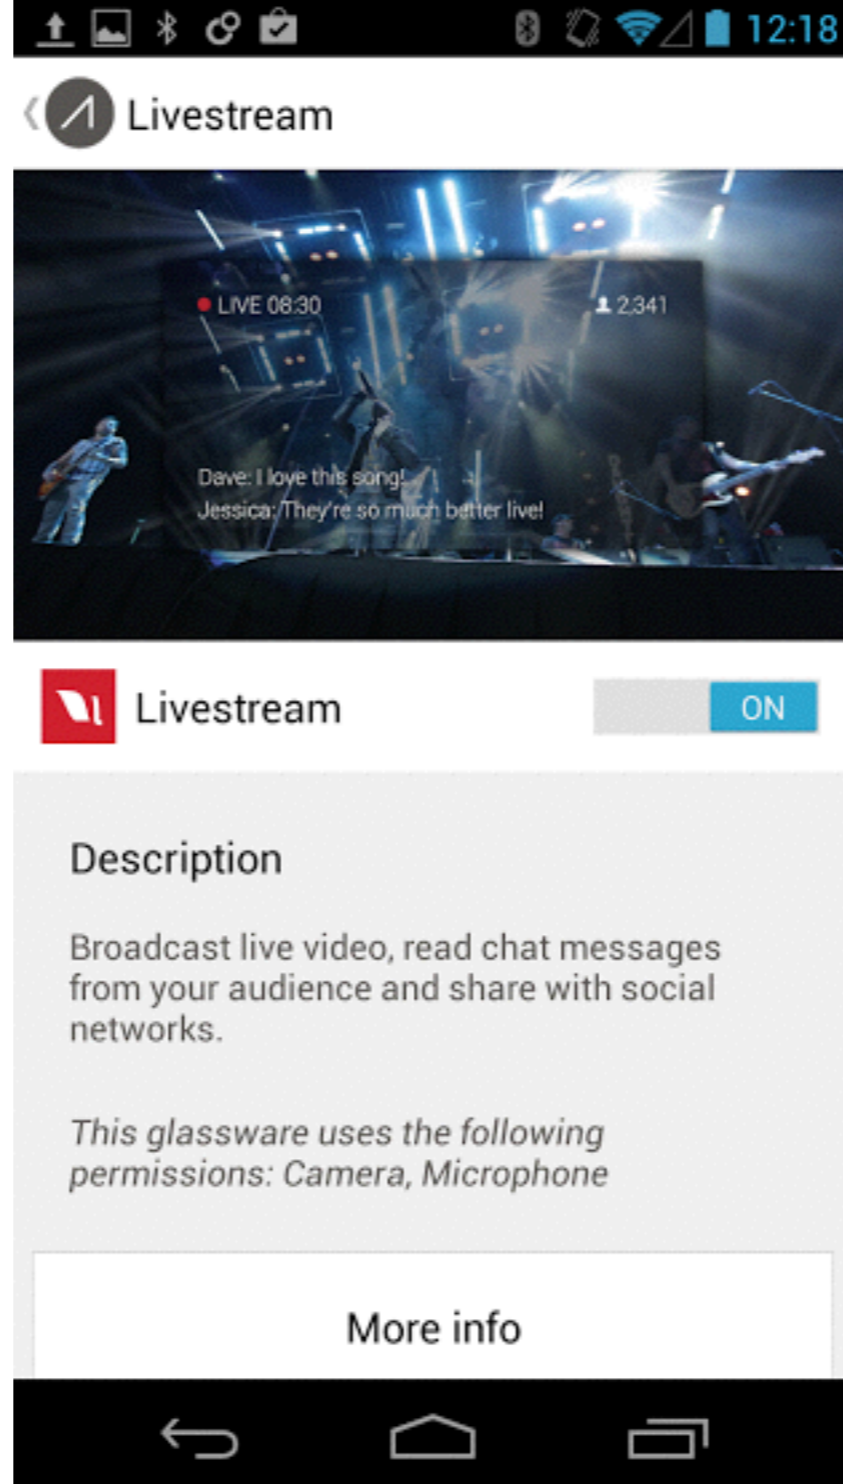 12:18
Livestream
LIVE 08:30
2,341
Dave: I love this song!
Jessica: They're so much better live!
Livestream
ON
Description
Broadcast live video, read chat messages
from your audience and share with social
networks.
This glassware uses the following
permissions: Camera, Microphone
More info